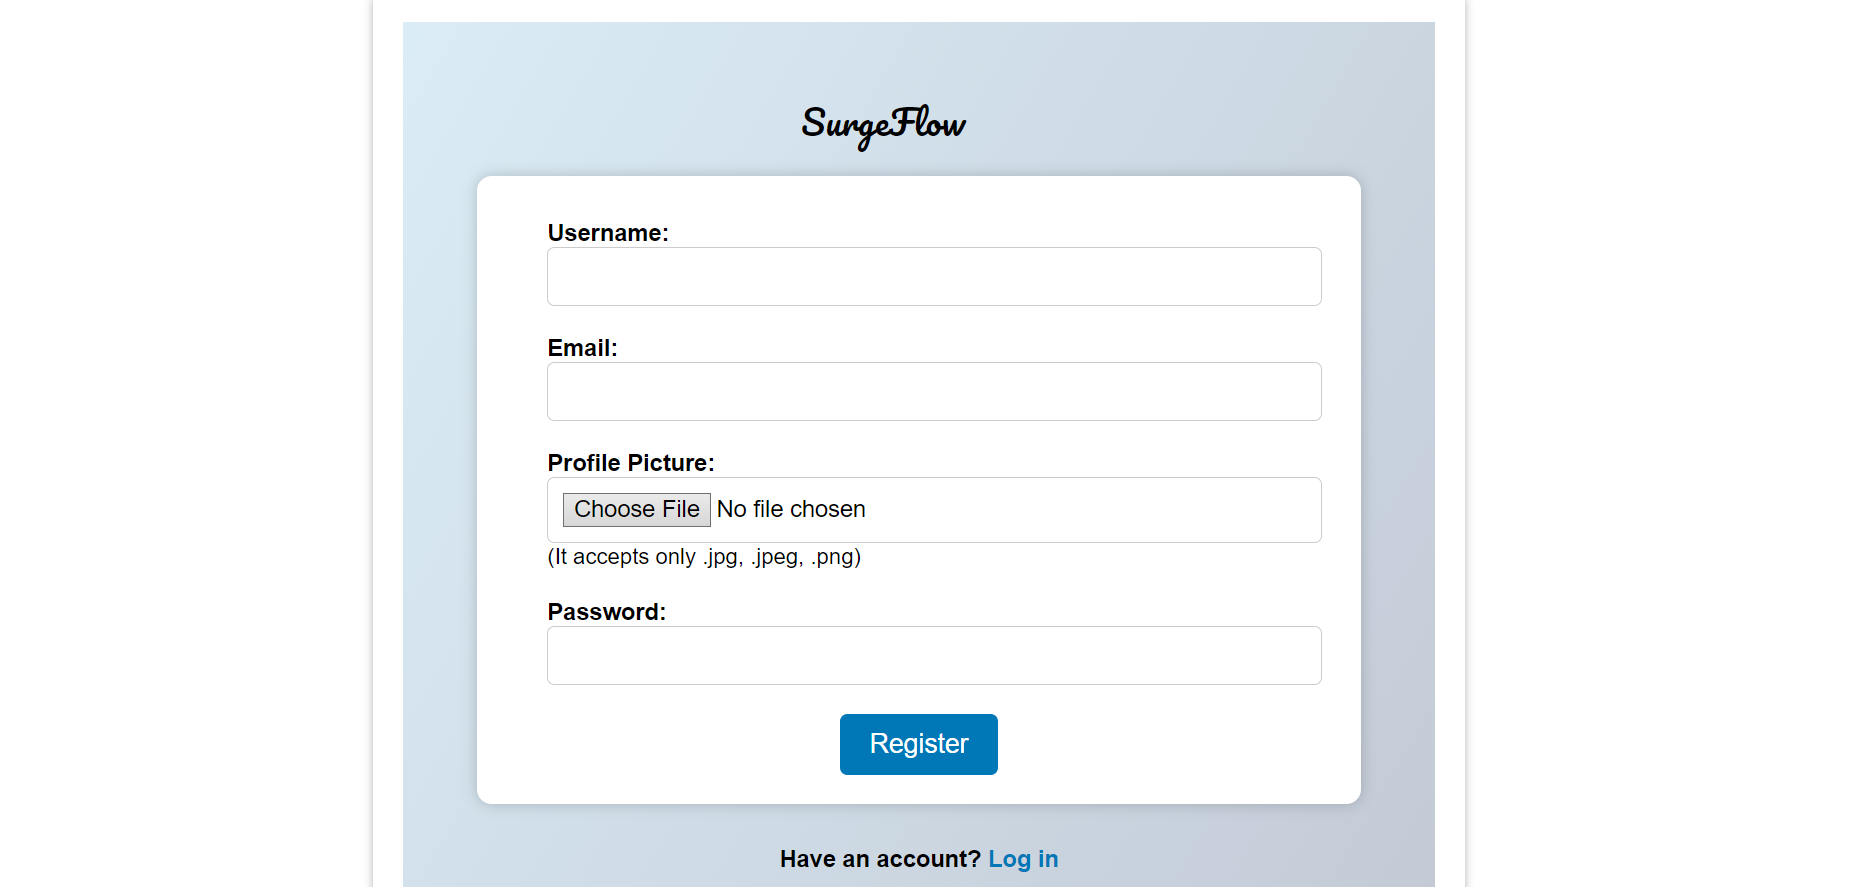 SurgeFlow
Username:
Email:
Profile Picture:
Choose File No file chosen
(It accepts only .jpg, .jpeg, .png)
Password:
Register
Have an account? Log in